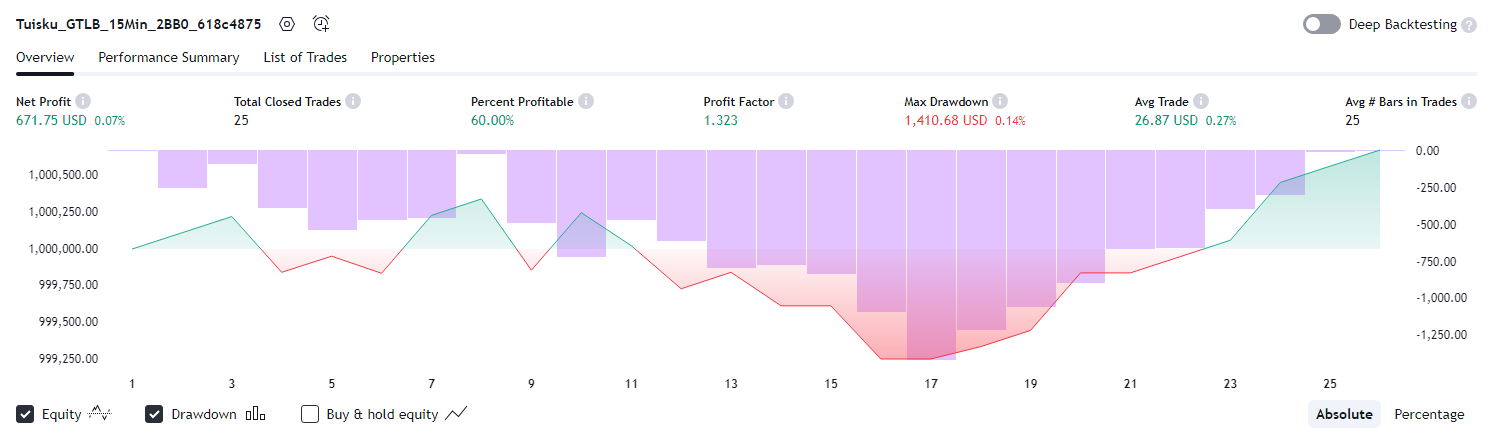 Tuisku_GTLB_15Min_2BB0_618c4875
Deep Backtesting ?
Overview Performance Summary List of Trades Properties
Net Profit i Total Closed Trades i Percent Profitable i Profit Factor i Max Drawdown i Avg Trade i Avg # Bars in Trades i
671.75 USD 0.07% 25 60.00% 1.323 1,410.68 USD 0.14% 26.87 USD 0.27% 25
0.00
1,000,500.00 -250.00
1,000,250.00 -500.00
1,000,000.00 -750.00
999,750.00 -1,000.00
999,500.00 -1,250.00
999,250.00
1 3 5 7 9 11 13 15 17 19 21 23 25
Equity Drawdown Buy & hold equity Absolute Percentage